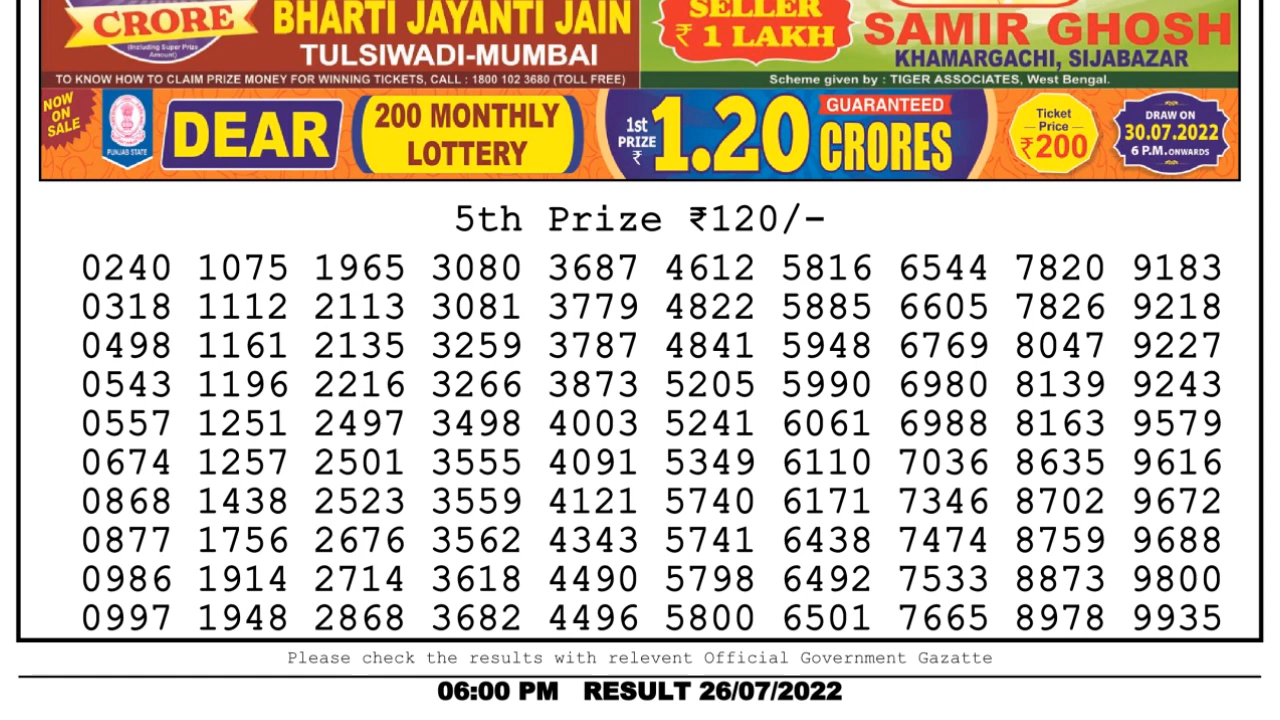 CRORE
(Including Super Prize Amount)
BHARTI JAYANTI JAIN
TULSIWADI-MUMBAI
TO KNOW HOW TO CLAIM PRIZE MONEY FOR WINNING TICKETS, CALL : 1800 102 3680 (TOLL FREE)
SELLER
₹ 1 LAKH
SAMIR GHOSH
KHAMARGACHI, SIJABAZAR
Scheme given by : TIGER ASSOCIATES, West Bengal.
NOW
ON
SALE
PUNJAB STATE
DEAR
200 MONTHLY
LOTTERY
1st
PRIZE
₹
1.20
GUARANTEED
CRORES
Ticket
Price
₹200
DRAW ON
30.07.2022
6 P.M. ONWARDS
5th Prize ₹120/-
0240 1075 1965 3080 3687 4612 5816 6544 7820 9183
0318 1112 2113 3081 3779 4822 5885 6605 7826 9218
0498 1161 2135 3259 3787 4841 5948 6769 8047 9227
0543 1196 2216 3266 3873 5205 5990 6980 8139 9243
0557 1251 2497 3498 4003 5241 6061 6988 8163 9579
0674 1257 2501 3555 4091 5349 6110 7036 8635 9616
0868 1438 2523 3559 4121 5740 6171 7346 8702 9672
0877 1756 2676 3562 4343 5741 6438 7474 8759 9688
0986 1914 2714 3618 4490 5798 6492 7533 8873 9800
0997 1948 2868 3682 4496 5800 6501 7665 8978 9935
Please check the results with relevent Official Government Gazatte
06:00 PM RESULT 26/07/2022